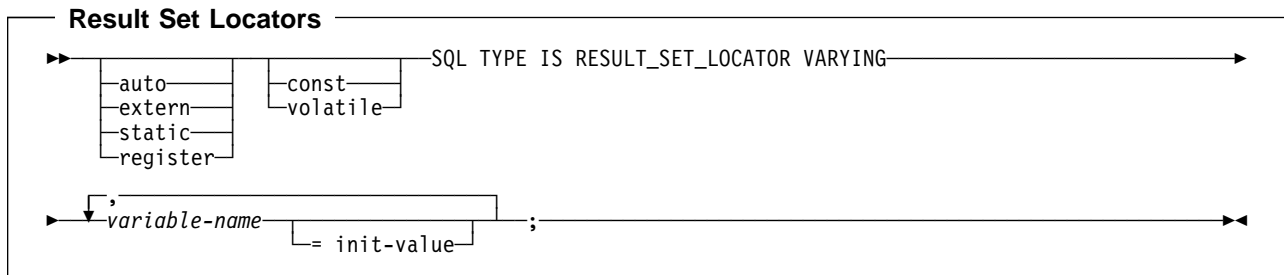 Result Set Locators
SQL TYPE IS RESULT_SET_LOCATOR VARYING
auto const
extern volatile
static
register
,
variable-name ;
= init-value